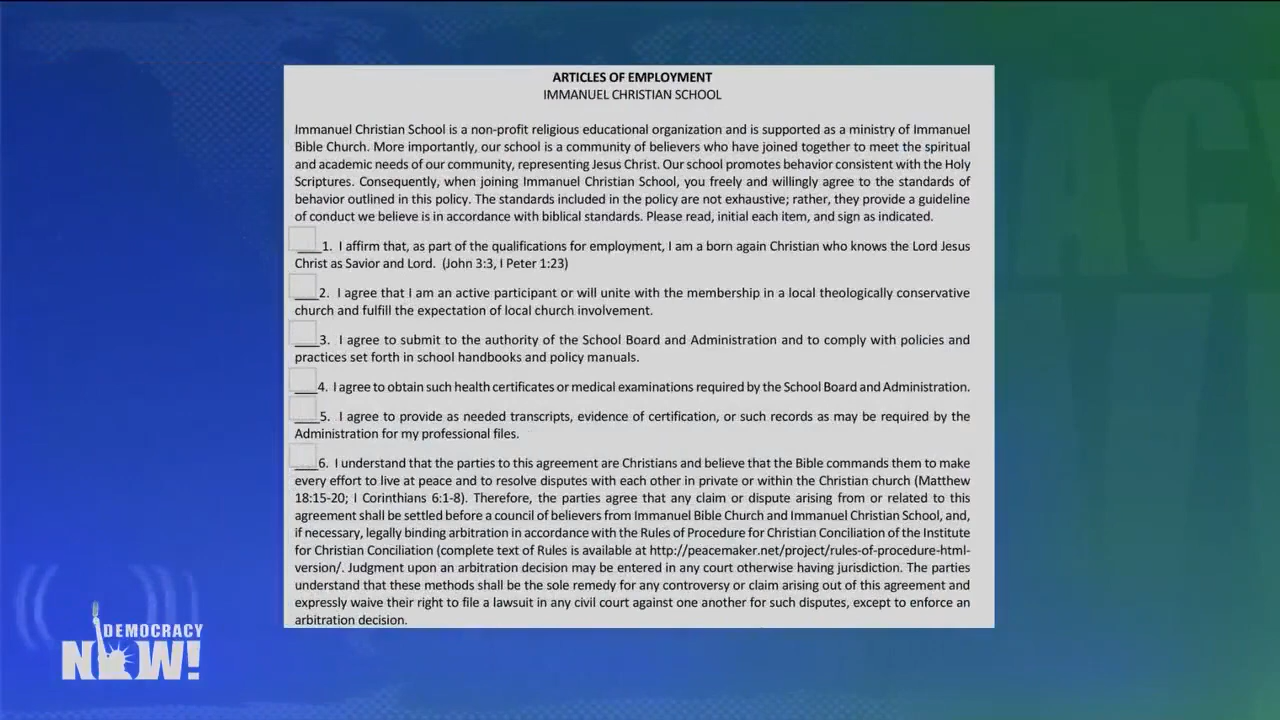 ARTICLES OF EMPLOYMENT
IMMANUEL CHRISTIAN SCHOOL
Immanuel Christian School is a non-profit religious educational organization and is supported as a ministry of Immanuel
Bible Church. More importantly, our school is a community of believers who have joined together to meet the spiritual
and academic needs of our community, representing Jesus Christ. Our school promotes behavior consistent with the Holy
Scriptures. Consequently, when joining Immanuel Christian School, you freely and willingly agree to the standards of
behavior outlined in this policy. The standards included in the policy are not exhaustive; rather, they provide a guideline
of conduct we believe is in accordance with biblical standards. Please read, initial each item, and sign as indicated.
____1. I affirm that, as part of the qualifications for employment, I am a born again Christian who knows the Lord Jesus
Christ as Savior and Lord. (John 3:3, I Peter 1:23)
____2. I agree that I am an active participant or will unite with the membership in a local theologically conservative
church and fulfill the expectation of local church involvement.
____3. I agree to submit to the authority of the School Board and Administration and to comply with policies and
practices set forth in school handbooks and policy manuals.
____4. I agree to obtain such health certificates or medical examinations required by the School Board and Administration.
____5. I agree to provide as needed transcripts, evidence of certification, or such records as may be required by the
Administration for my professional files.
____6. I understand that the parties to this agreement are Christians and believe that the Bible commands them to make
every effort to live at peace and to resolve disputes with each other in private or within the Christian church (Matthew
18:15-20; I Corinthians 6:1-8). Therefore, the parties agree that any claim or dispute arising from or related to this
agreement shall be settled before a council of believers from Immanuel Bible Church and Immanuel Christian School, and,
if necessary, legally binding arbitration in accordance with the Rules of Procedure for Christian Conciliation of the Institute
for Christian Conciliation (complete text of Rules is available at http://peacemaker.net/project/rules-of-procedure-html-
version/. Judgment upon an arbitration decision may be entered in any court otherwise having jurisdiction. The parties
understand that these methods shall be the sole remedy for any controversy or claim arising out of this agreement and
expressly waive their right to file a lawsuit in any civil court against one another for such disputes, except to enforce an
arbitration decision.
DEMOCRACY
NOW!